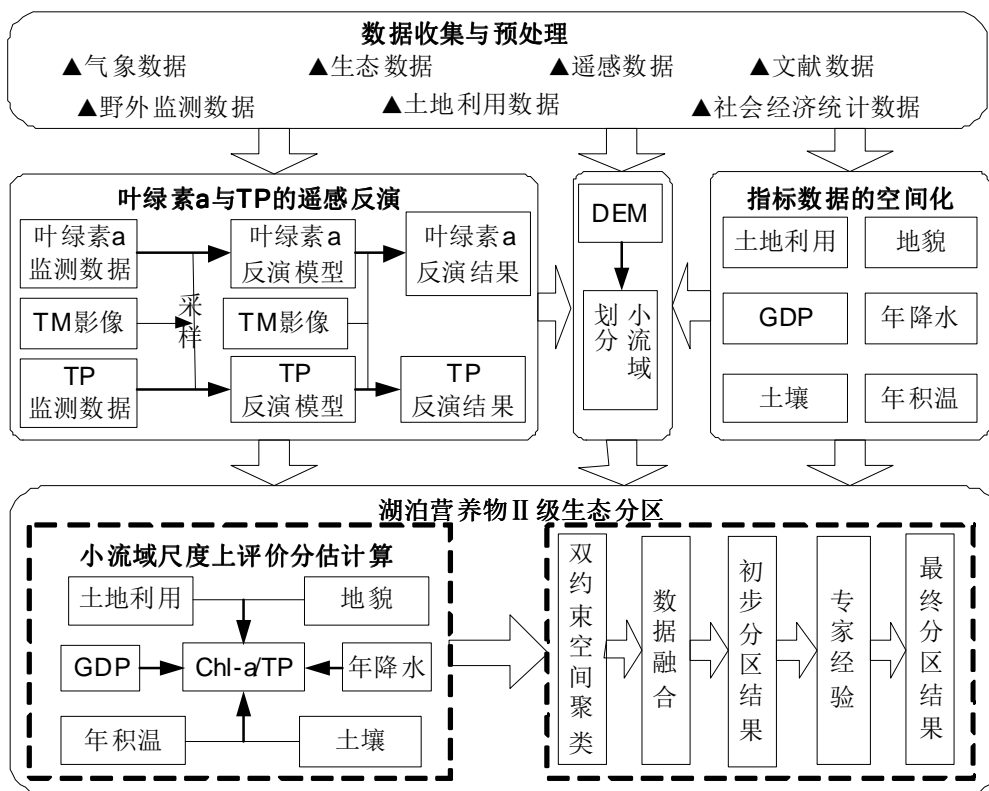 数据收集与预处理
▲气象数据 ▲生态数据 ▲遥感数据 ▲文献数据
▲野外监测数据 ▲土地利用数据 ▲社会经济统计数据
叶绿素a与TP的遥感反演
叶绿素a
监测数据
叶绿素a
反演模型
叶绿素a
反演结果
TM影像
采样
TM影像
TP
监测数据
TP
反演模型
TP
反演结果
DEM
小流域
划分
指标数据的空间化
土地利用
地貌
GDP
年降水
土壤
年积温
湖泊营养物Ⅱ级生态分区
小流域尺度上评价分估计算
土地利用
地貌
GDP
Chl-a/TP
年降水
年积温
土壤
双约束空间聚类
数据融合
初步分区结果
专家经验
最终分区结果